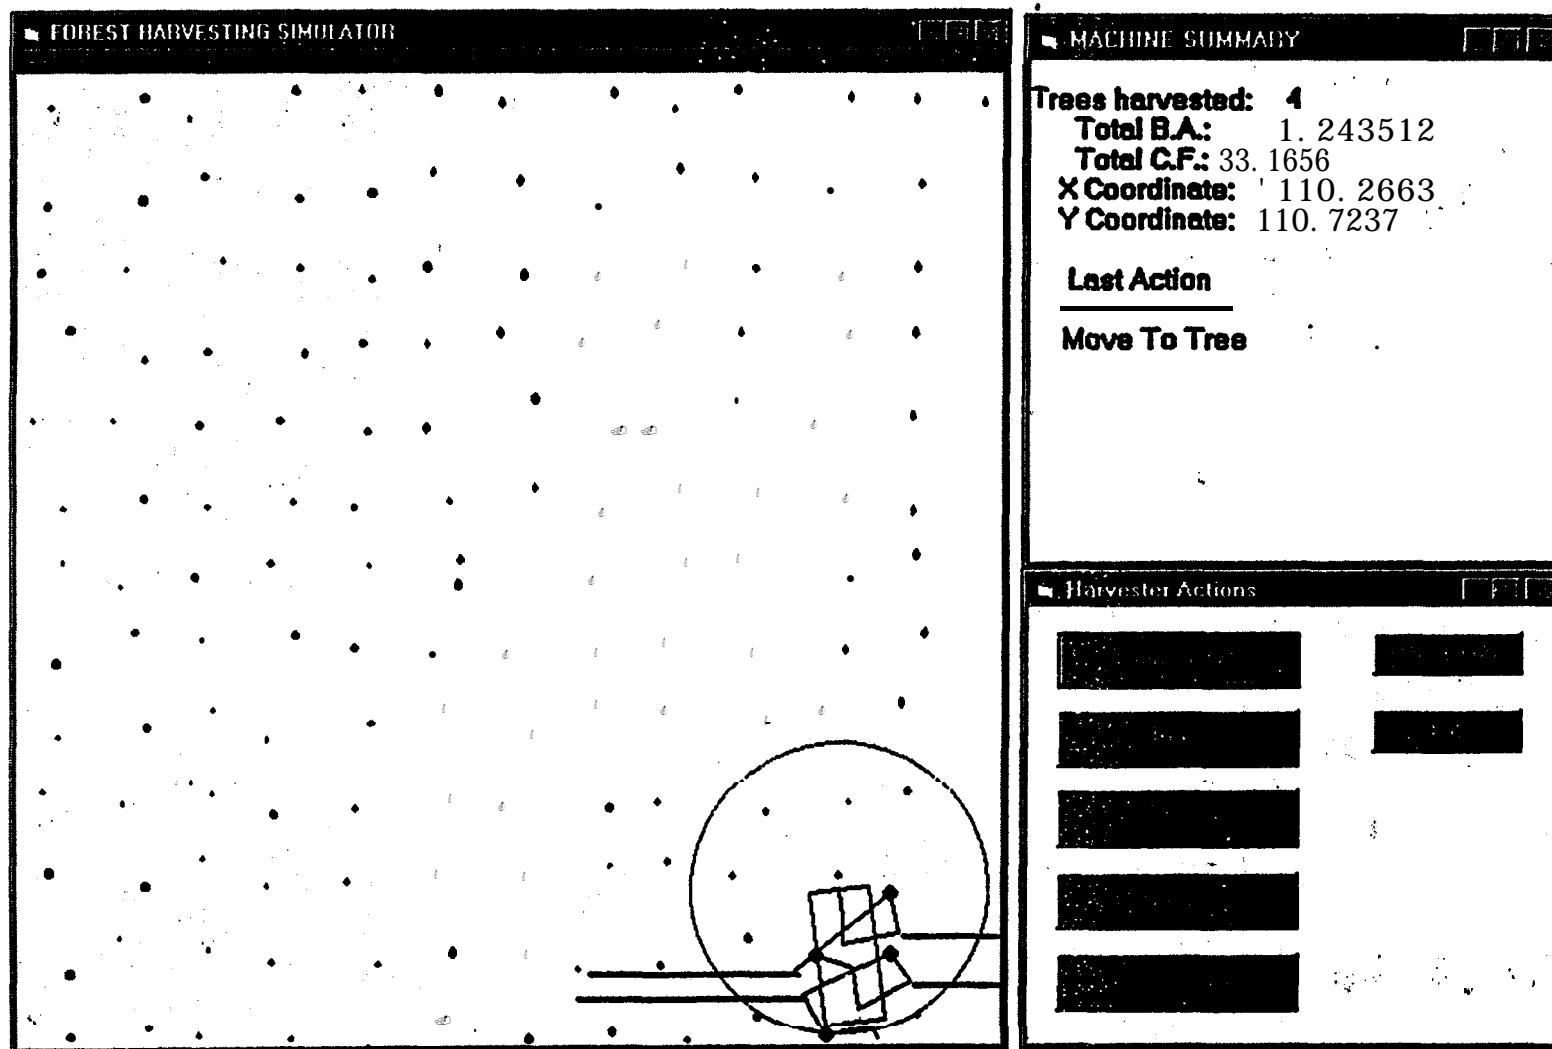 FOREST HARVESTING SIMULATOR
MACHINE SUMMARY
Trees harvested: 4
Total B.A.: 1. 243512
Total C.F.: 33. 1656
X Coordinate: ' 110. 2663
Y Coordinate: 110. 7237
Last Action
Move To Tree
Harvester Actions